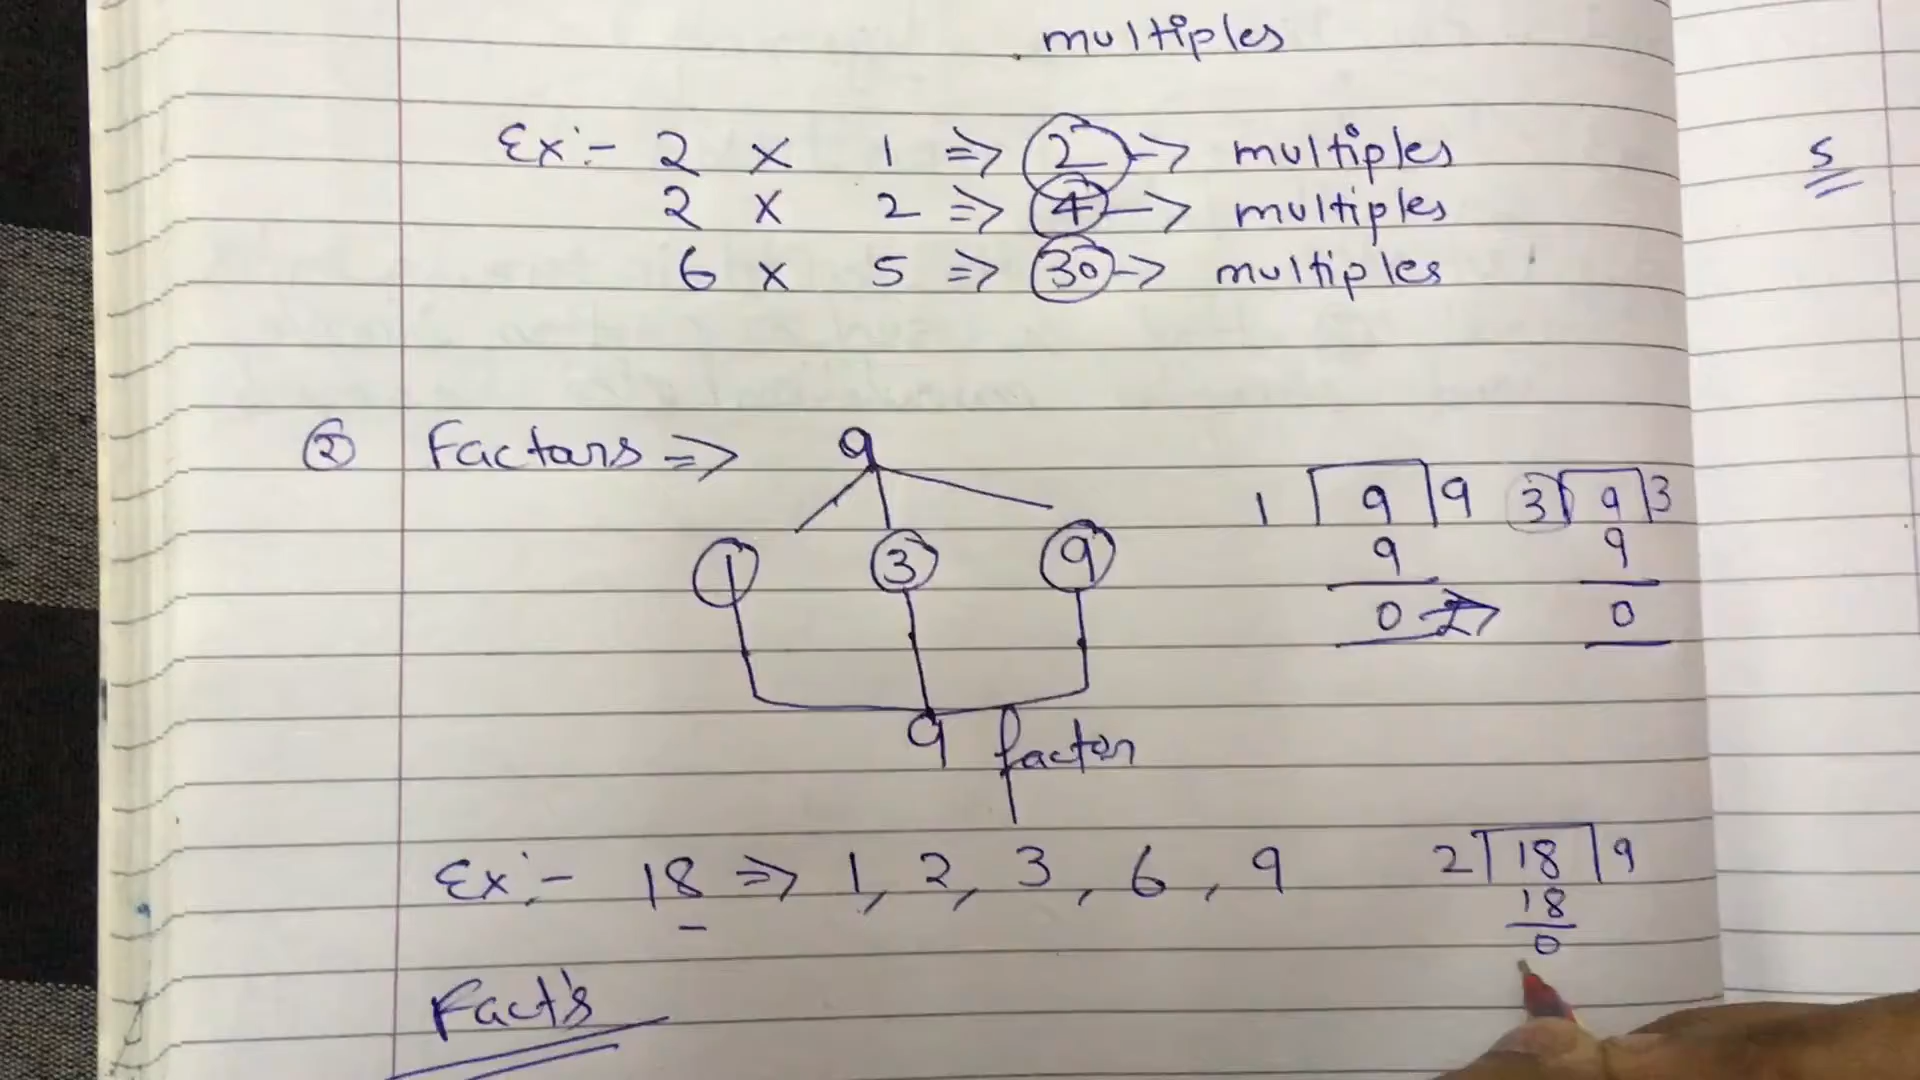 multiples
Ex:- 2 x 1 => 2 -> multiples
2 x 2 => 4 -> multiples
6 x 5 => 30 -> multiples
5
② Factors => 9
1 3 9
9 factor
1 9 9
9
0
3 9 3
9
0
Ex:- 18 => 1, 2, 3, 6, 9
2 18 9
18
0
Fact's